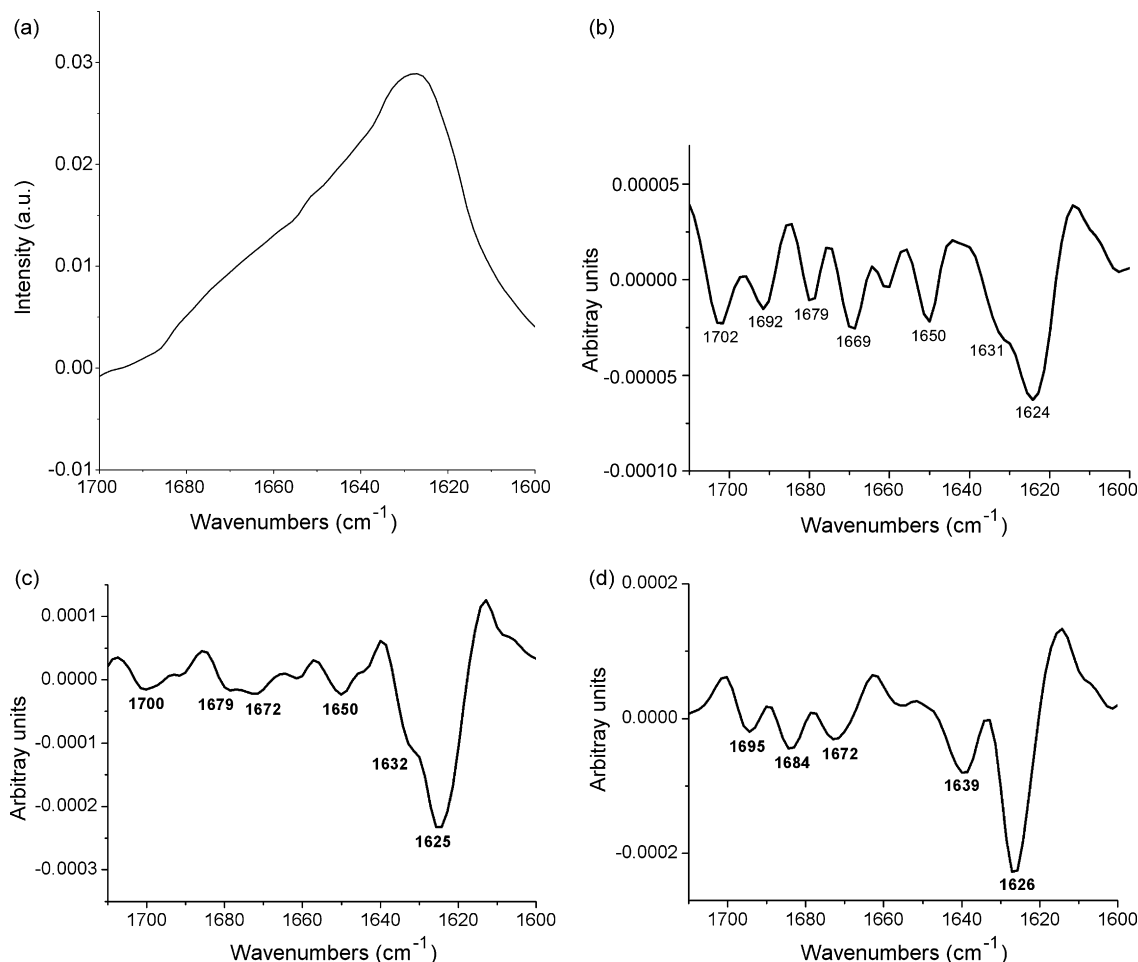 (a)
0.03
0.02
0.01
0.00
-0.01
Intensity (a.u.)
1700 1680 1660 1640 1620 1600
Wavenumbers (cm⁻¹)
(b)
0.00005
0.00000
-0.00005
-0.00010
Arbitray units
1702 1692 1679 1669 1650 1631 1624
1700 1680 1660 1640 1620 1600
Wavenumbers (cm⁻¹)
(c)
0.0001
0.0000
-0.0001
-0.0002
-0.0003
Arbitray units
1700 1679 1672 1650 1632 1625
1700 1680 1660 1640 1620 1600
Wavenumbers (cm⁻¹)
(d)
0.0002
0.0000
-0.0002
Arbitray units
1695 1684 1672 1639 1626
1700 1680 1660 1640 1620 1600
Wavenumbers (cm⁻¹)